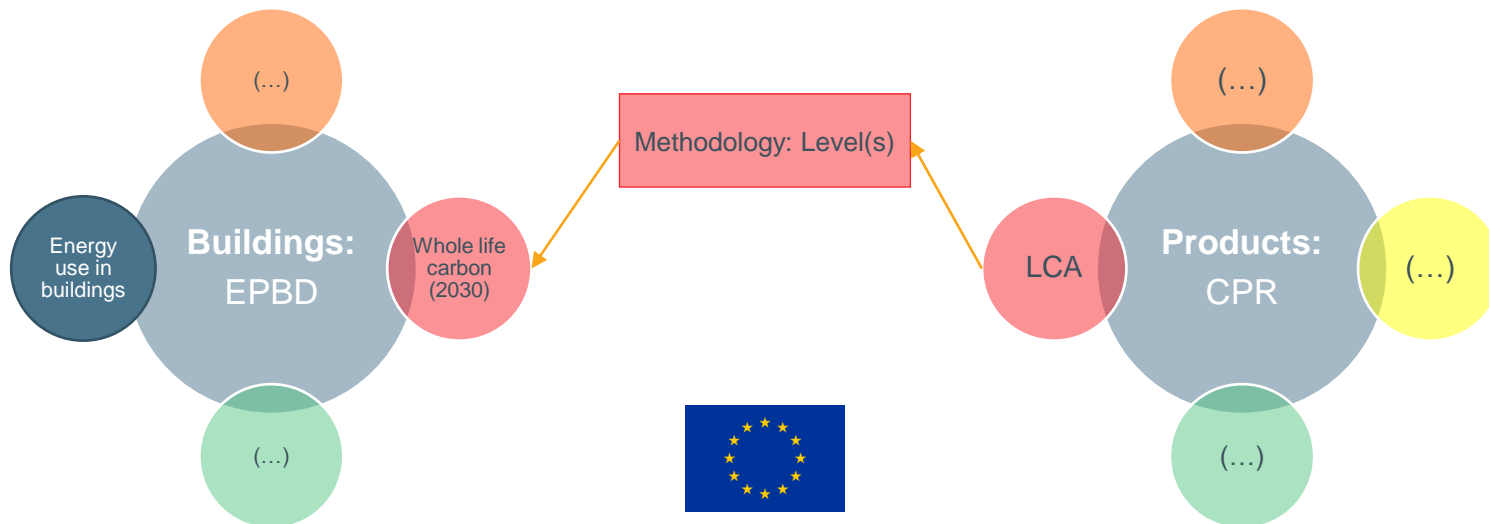 (…)
Energy
use in
buildings
Buildings:
EPBD
Whole life
carbon
(2030)
(…)
Methodology: Level(s)
(…)
LCA
Products:
CPR
(…)
(…)